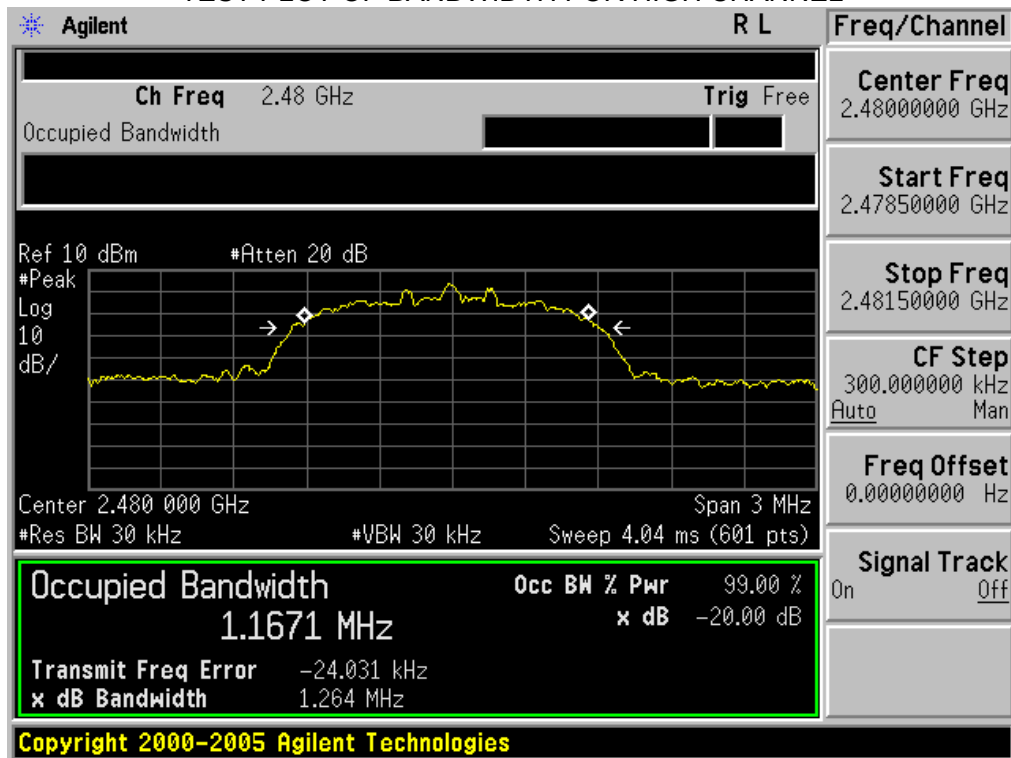 Agilent R L Freq/Channel
Ch Freq 2.48 GHz Trig Free
Occupied Bandwidth
Center Freq
2.48000000 GHz
Start Freq
2.47850000 GHz
Stop Freq
2.48150000 GHz
CF Step
300.000000 kHz
Auto Man
Freq Offset
0.00000000 Hz
Signal Track
On Off
Ref 10 dBm #Atten 20 dB
#Peak
Log
10
dB/
Center 2.480 000 GHz Span 3 MHz
#Res BW 30 kHz #VBW 30 kHz Sweep 4.04 ms (601 pts)
Occupied Bandwidth Occ BW % Pwr 99.00 %
1.1671 MHz x dB -20.00 dB
Transmit Freq Error -24.031 kHz
x dB Bandwidth 1.264 MHz
Copyright 2000-2005 Agilent Technologies